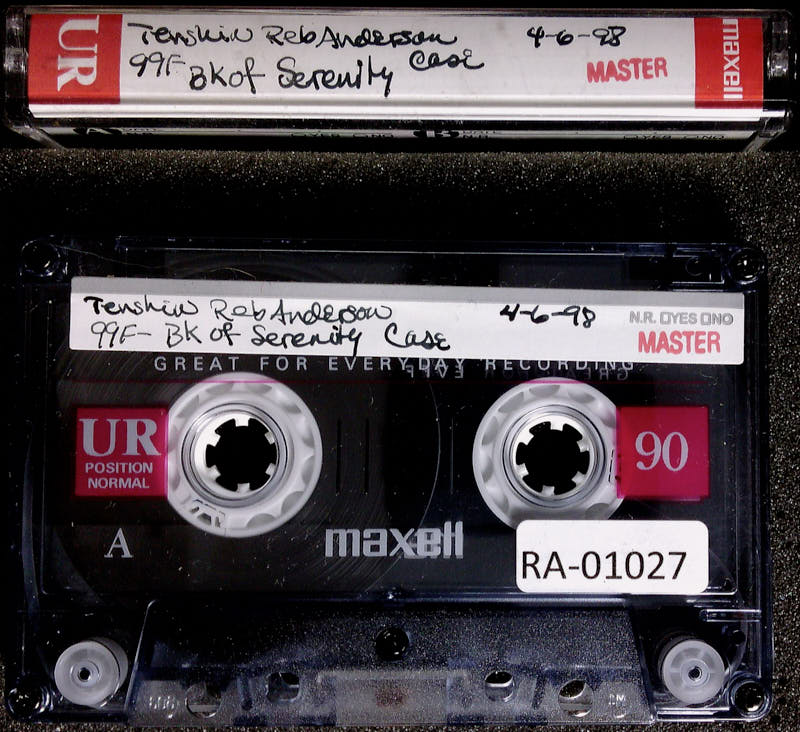 UR
Tenshin Reb Anderson 4-6-98
99F BK of Serenity Case
MASTER
maxell
Tenshin Reb Anderson 4-6-98
N.R. YES NO
99F- BK OF Serenity Case
MASTER
GREAT FOR EVERYDAY RECORDING
UR
POSITION
NORMAL
90
A
maxell
RA-01027